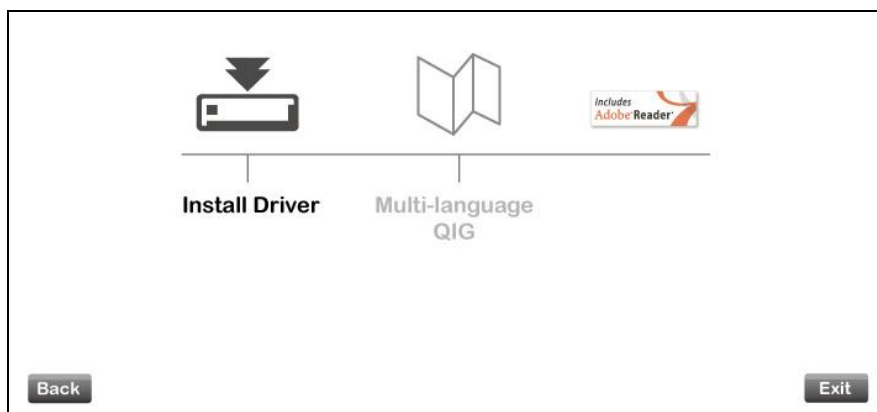 Includes
Adobe® Reader®
Install Driver
Multi-language
QIG
Back
Exit